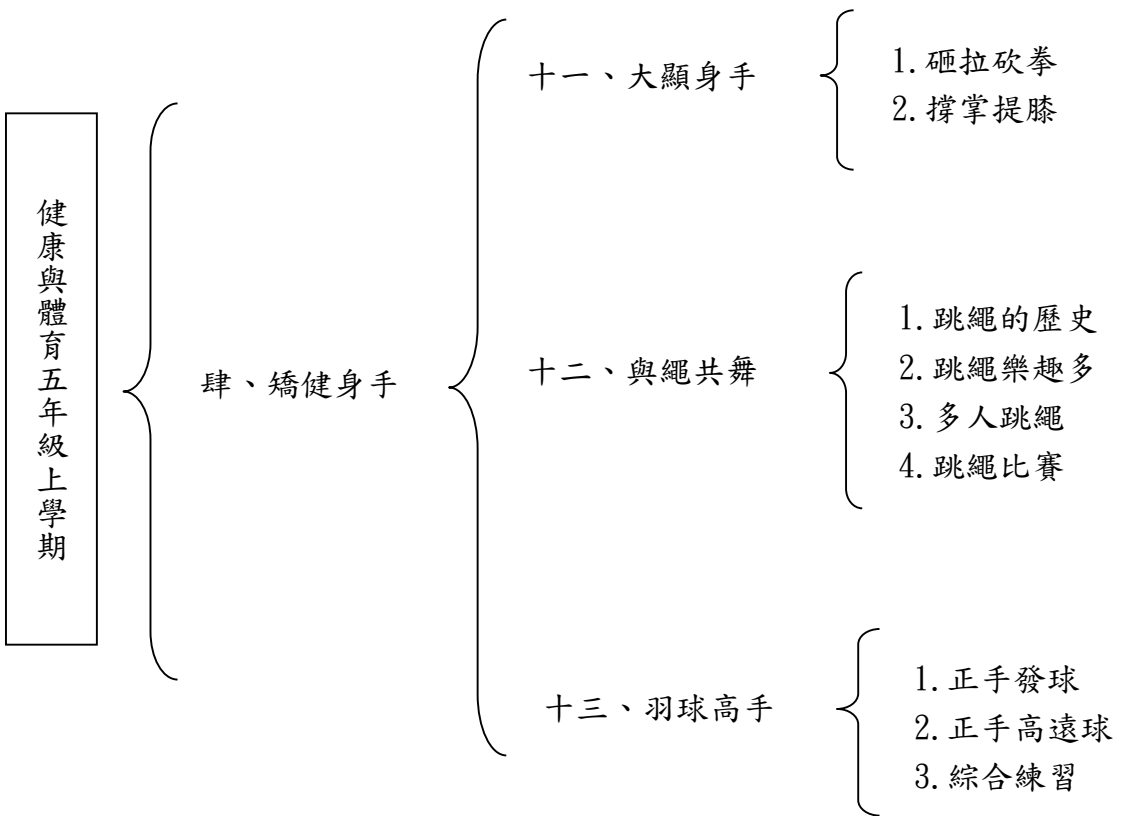 健康與體育五年級上學期
肆、矯健身手
十一、大顯身手
1.砸拉砍拳
2.撐掌提膝
十二、與繩共舞
1.跳繩的歷史
2.跳繩樂趣多
3.多人跳繩
4.跳繩比賽
十三、羽球高手
1.正手發球
2.正手高遠球
3.綜合練習